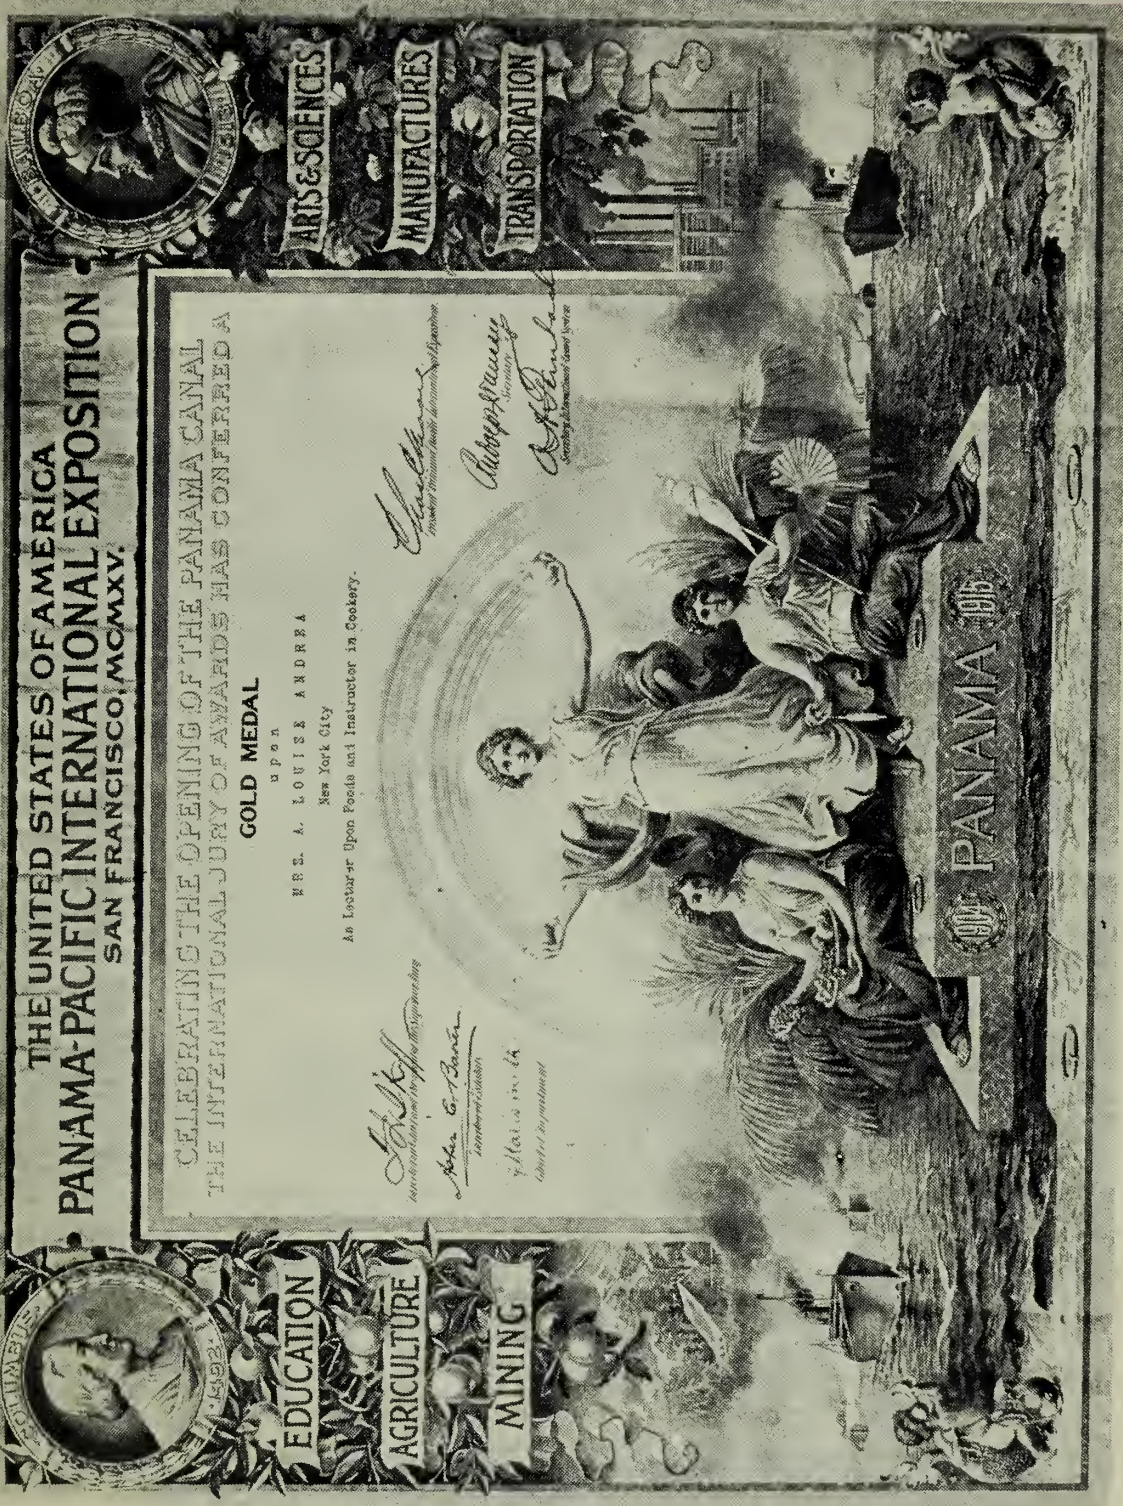 THE UNITED STATES OF AMERICA
PANAMA-PACIFIC INTERNATIONAL EXPOSITION
SAN FRANCISCO, MCMXV.
COLUMBUS
1492
CELEBRATING THE OPENING OF THE PANAMA CANAL
THE INTERNATIONAL JURY OF AWARDS HAS CONFERRED A
GOLD MEDAL
upon
MRS. A. LOUISE ANDREA
New York City
As Lecturer Upon Foods and Instructor in Cookery.
EDUCATION
AGRICULTURE
MINING
ARTS & SCIENCES
MANUFACTURES
TRANSPORTATION
Secretary
1904 PANAMA 1915